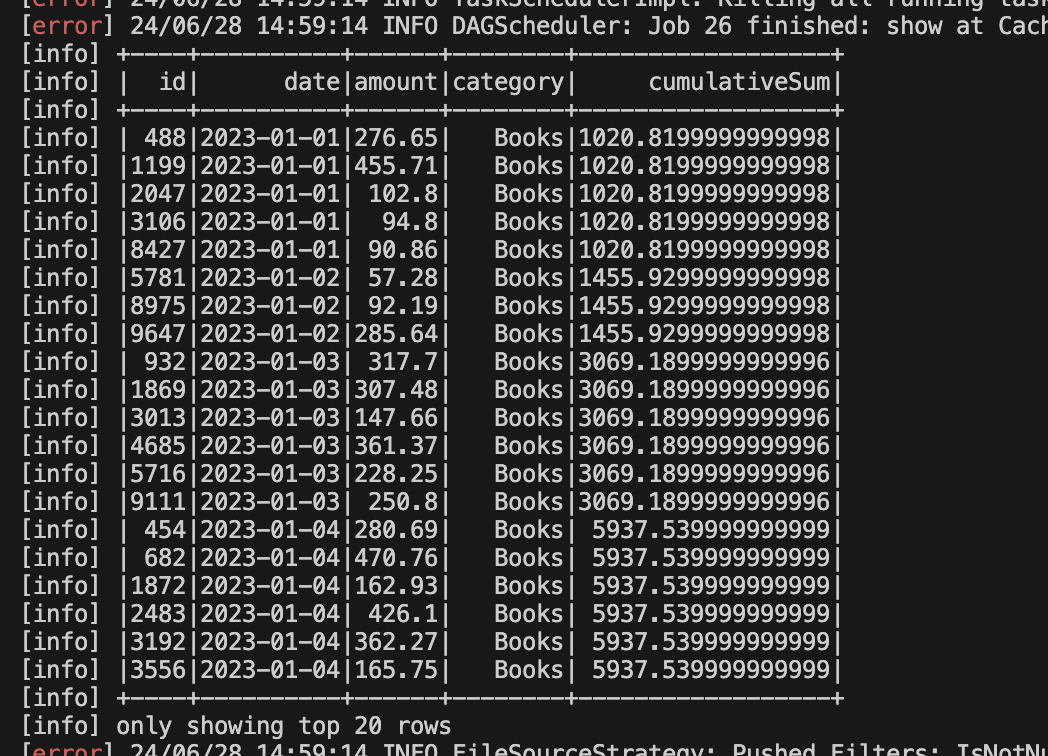 [error] 24/06/28 14:59:14 INFO TaskSchedulerImpl: Killing all running task
[error] 24/06/28 14:59:14 INFO DAGScheduler: Job 26 finished: show at Cach
[info] +----+----------+------+--------+------------------+
[info] |  id|      date|amount|category|     cumulativeSum|
[info] +----+----------+------+--------+------------------+
[info] | 488|2023-01-01|276.65|   Books|1020.8199999999998|
[info] |1199|2023-01-01|455.71|   Books|1020.8199999999998|
[info] |2047|2023-01-01| 102.8|   Books|1020.8199999999998|
[info] |3106|2023-01-01|  94.8|   Books|1020.8199999999998|
[info] |8427|2023-01-01| 90.86|   Books|1020.8199999999998|
[info] |5781|2023-01-02| 57.28|   Books|1455.9299999999998|
[info] |8975|2023-01-02| 92.19|   Books|1455.9299999999998|
[info] |9647|2023-01-02|285.64|   Books|1455.9299999999998|
[info] | 932|2023-01-03| 317.7|   Books|3069.1899999999996|
[info] |1869|2023-01-03|307.48|   Books|3069.1899999999996|
[info] |3013|2023-01-03|147.66|   Books|3069.1899999999996|
[info] |4685|2023-01-03|361.37|   Books|3069.1899999999996|
[info] |5716|2023-01-03|228.25|   Books|3069.1899999999996|
[info] |9111|2023-01-03| 250.8|   Books|3069.1899999999996|
[info] | 454|2023-01-04|280.69|   Books| 5937.539999999999|
[info] | 682|2023-01-04|470.76|   Books| 5937.539999999999|
[info] |1872|2023-01-04|162.93|   Books| 5937.539999999999|
[info] |2483|2023-01-04| 426.1|   Books| 5937.539999999999|
[info] |3192|2023-01-04|362.27|   Books| 5937.539999999999|
[info] |3556|2023-01-04|165.75|   Books| 5937.539999999999|
[info] +----+----------+------+--------+------------------+
[info] only showing top 20 rows
[error] 24/06/28 14:59:14 INFO FileSourceStrategy: Pushed Filters: IsNotNu